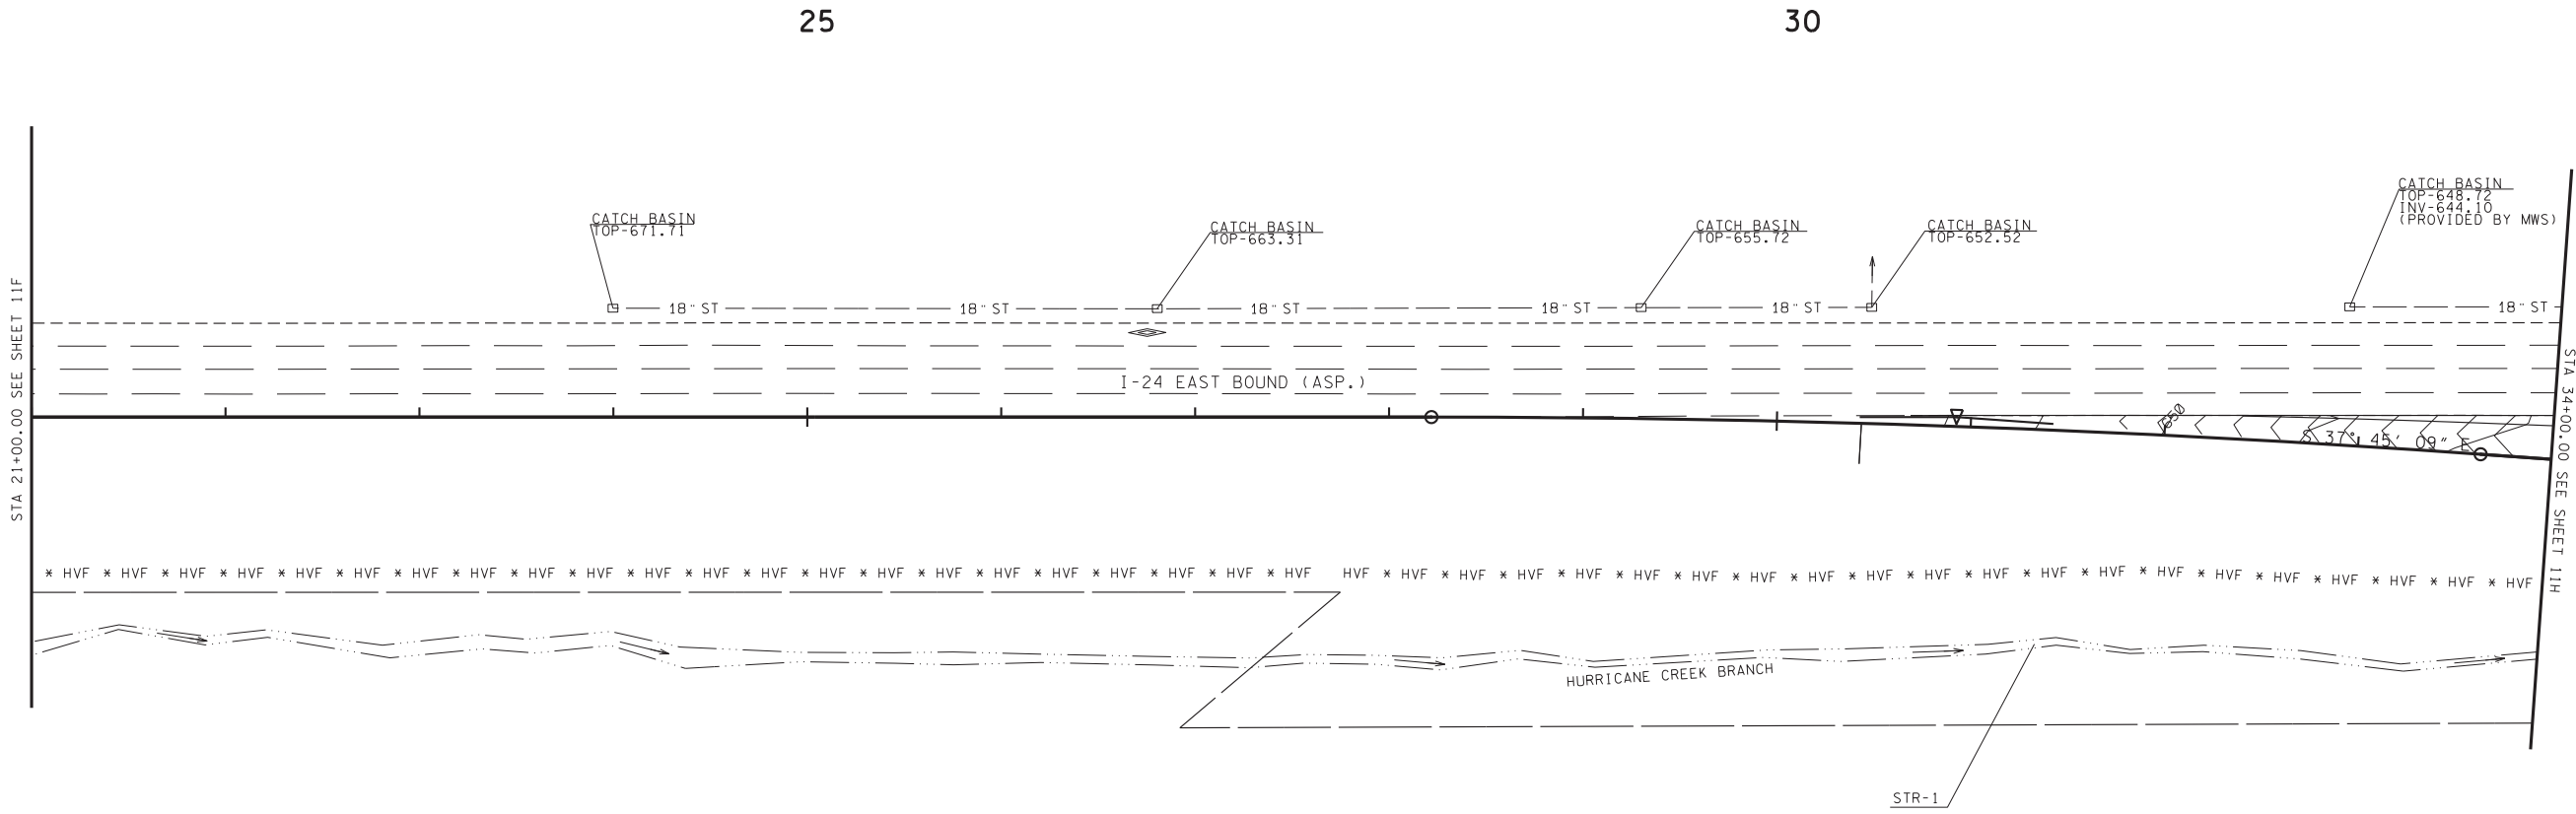 25
30
CATCH BASIN
TOP-671.71
CATCH BASIN
TOP-663.31
CATCH BASIN
TOP-655.72
CATCH BASIN
TOP-652.52
CATCH BASIN
TOP-648.72
INV-644.10
(PROVIDED BY MWS)
18" ST
18" ST
18" ST
18" ST
18" ST
18" ST
I-24 EAST BOUND (ASP.)
650
S 37° 45' 09" E
STA 21+00.00 SEE SHEET 11F
STA 34+00.00 SEE SHEET 11H
* HVF * HVF * HVF * HVF * HVF * HVF * HVF * HVF * HVF * HVF * HVF * HVF * HVF * HVF * HVF * HVF * HVF * HVF * HVF * HVF * HVF * HVF HVF * HVF * HVF * HVF * HVF * HVF * HVF * HVF * HVF * HVF * HVF * HVF * HVF * HVF * HVF * HVF * HVF * HVF * HVF * HVF * HVF
HURRICANE CREEK BRANCH
STR-1